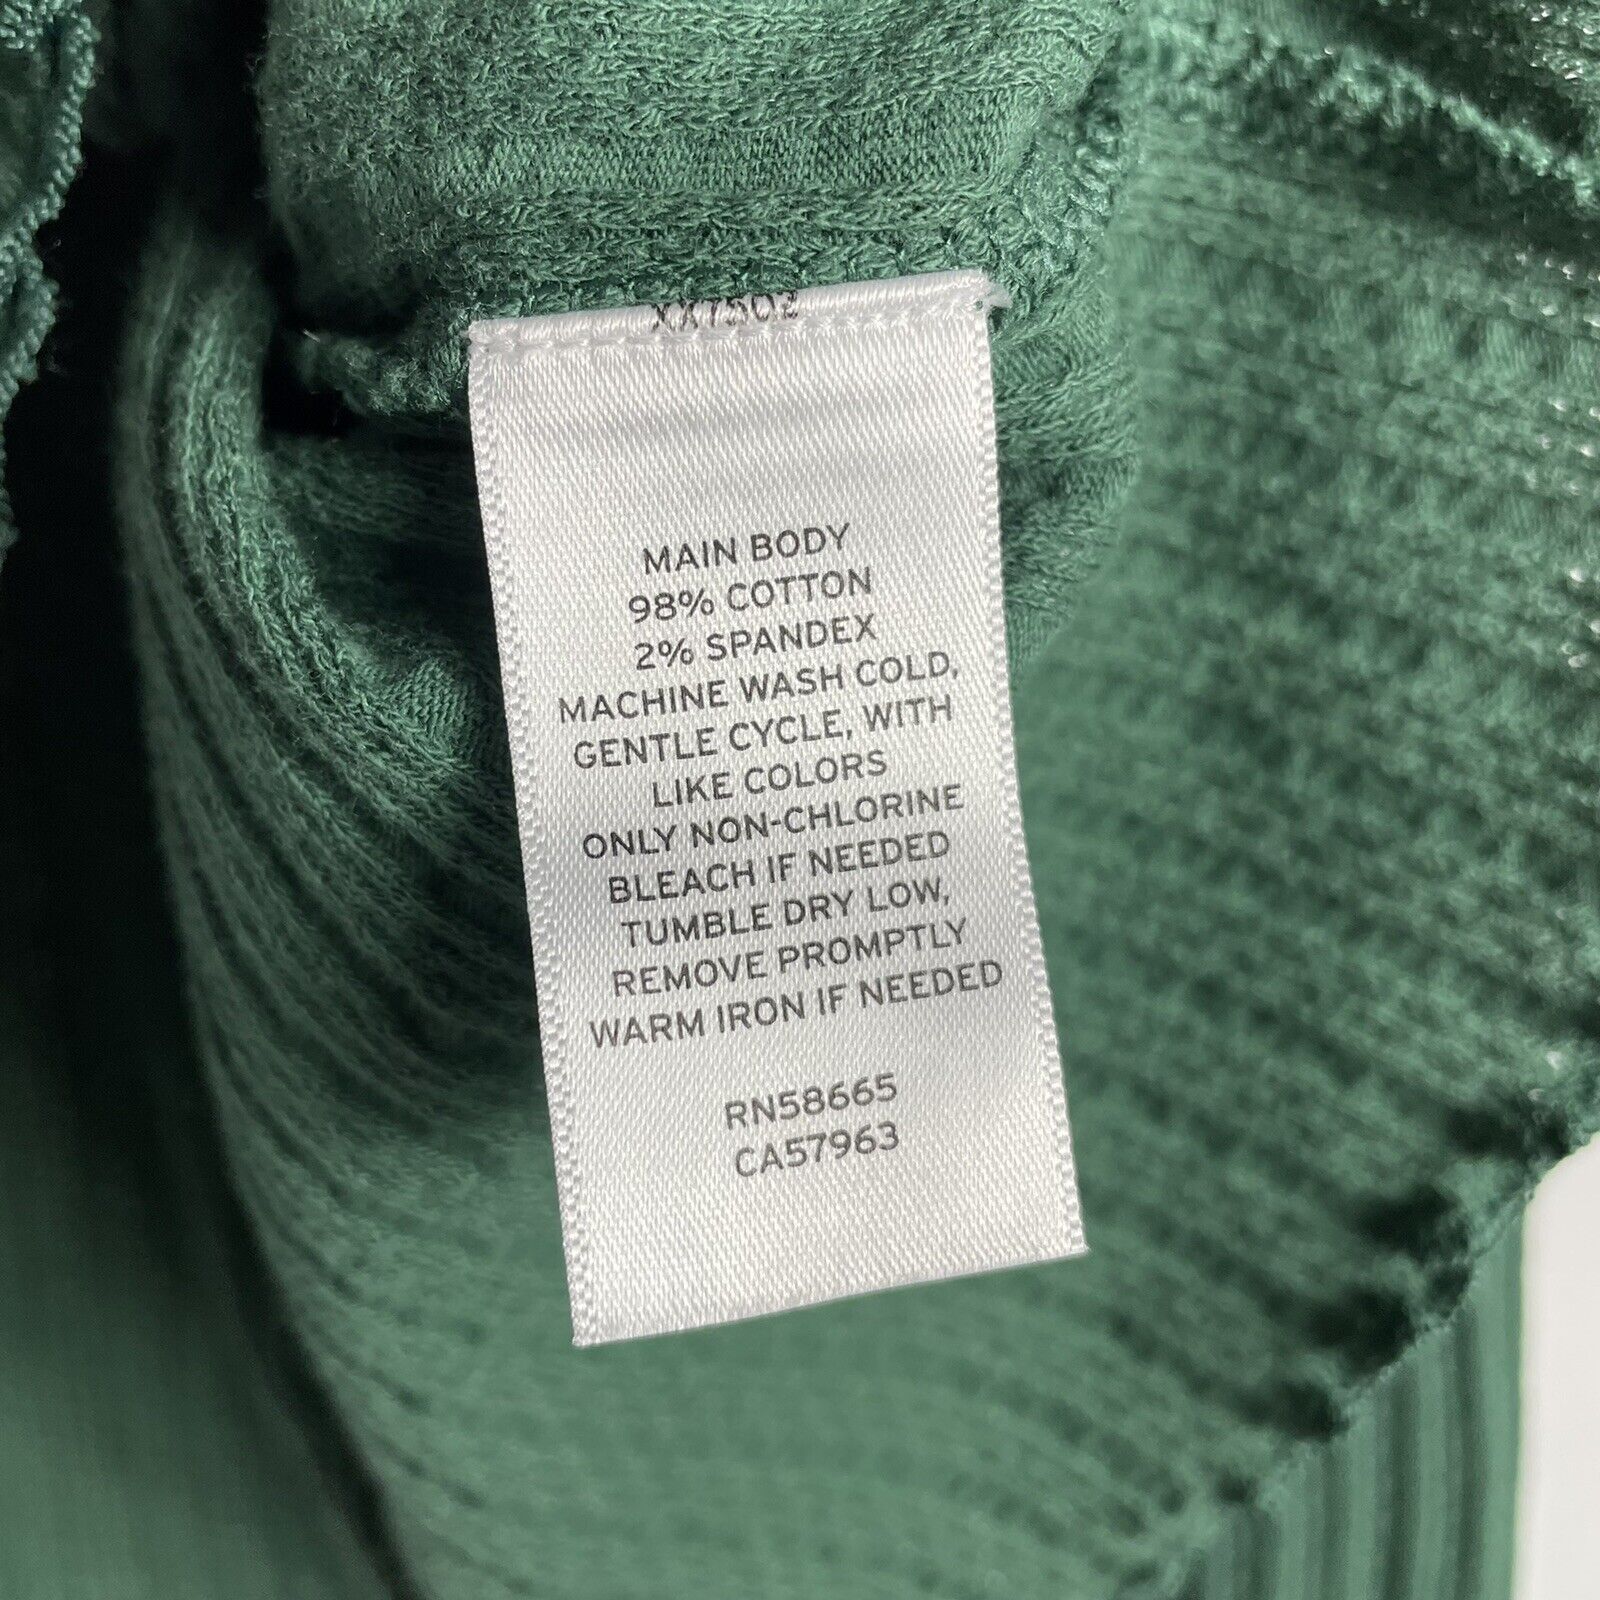 MAIN BODY
98% COTTON
2% SPANDEX
MACHINE WASH COLD,
GENTLE CYCLE, WITH
LIKE COLORS
ONLY NON-CHLORINE
BLEACH IF NEEDED
TUMBLE DRY LOW,
REMOVE PROMPTLY
WARM IRON IF NEEDED
RN58665
CA57963